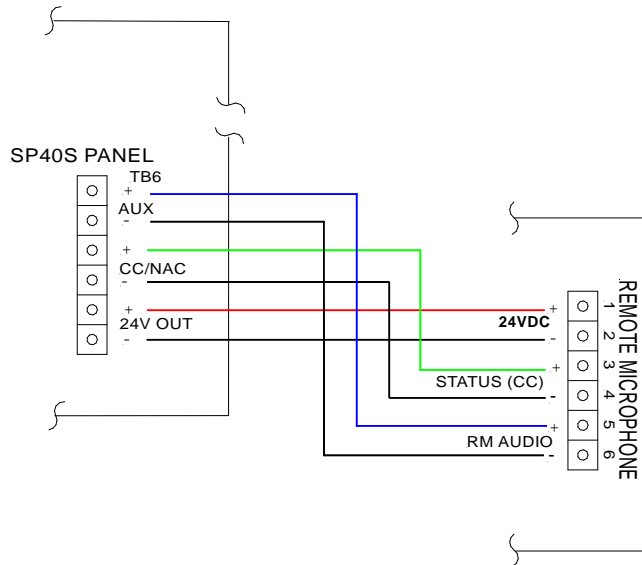 SP40S PANEL
TB6
+
AUX
-
+
CC/NAC
-
+
24V OUT
-
REMOTE MICROPHONE
+ 1
24VDC
- 2
+ 3
STATUS (CC)
- 4
+ 5
RM AUDIO
- 6